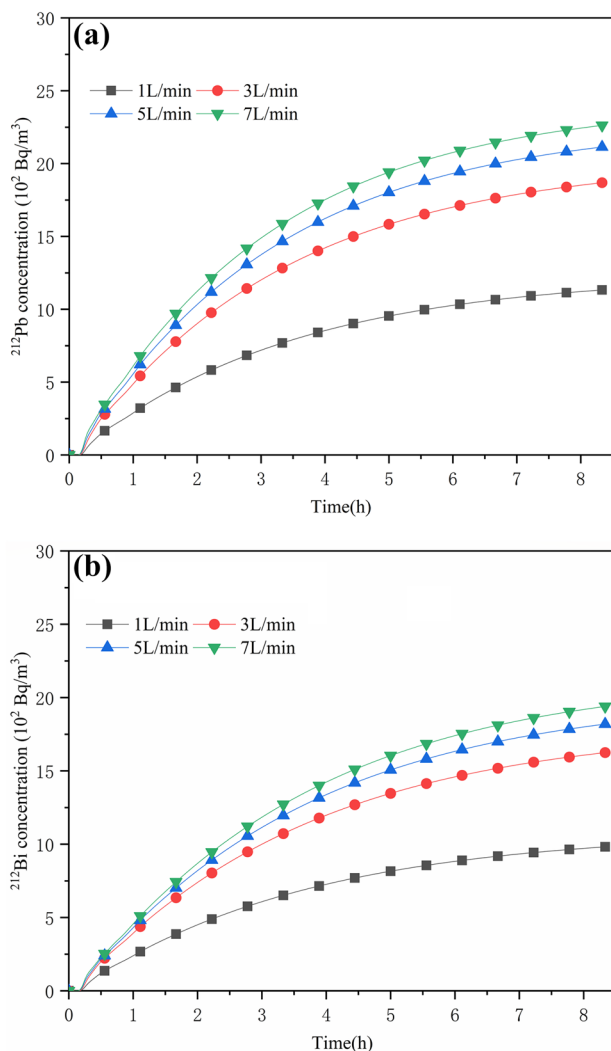 (a)
1L/min 3L/min
5L/min 7L/min
30
25
20
15
10
5
0
²¹²Pb concentration (10² Bq/m³)
0 1 2 3 4 5 6 7 8
Time(h)
(b)
1L/min 3L/min
5L/min 7L/min
30
25
20
15
10
5
0
²¹²Bi concentration (10² Bq/m³)
0 1 2 3 4 5 6 7 8
Time(h)